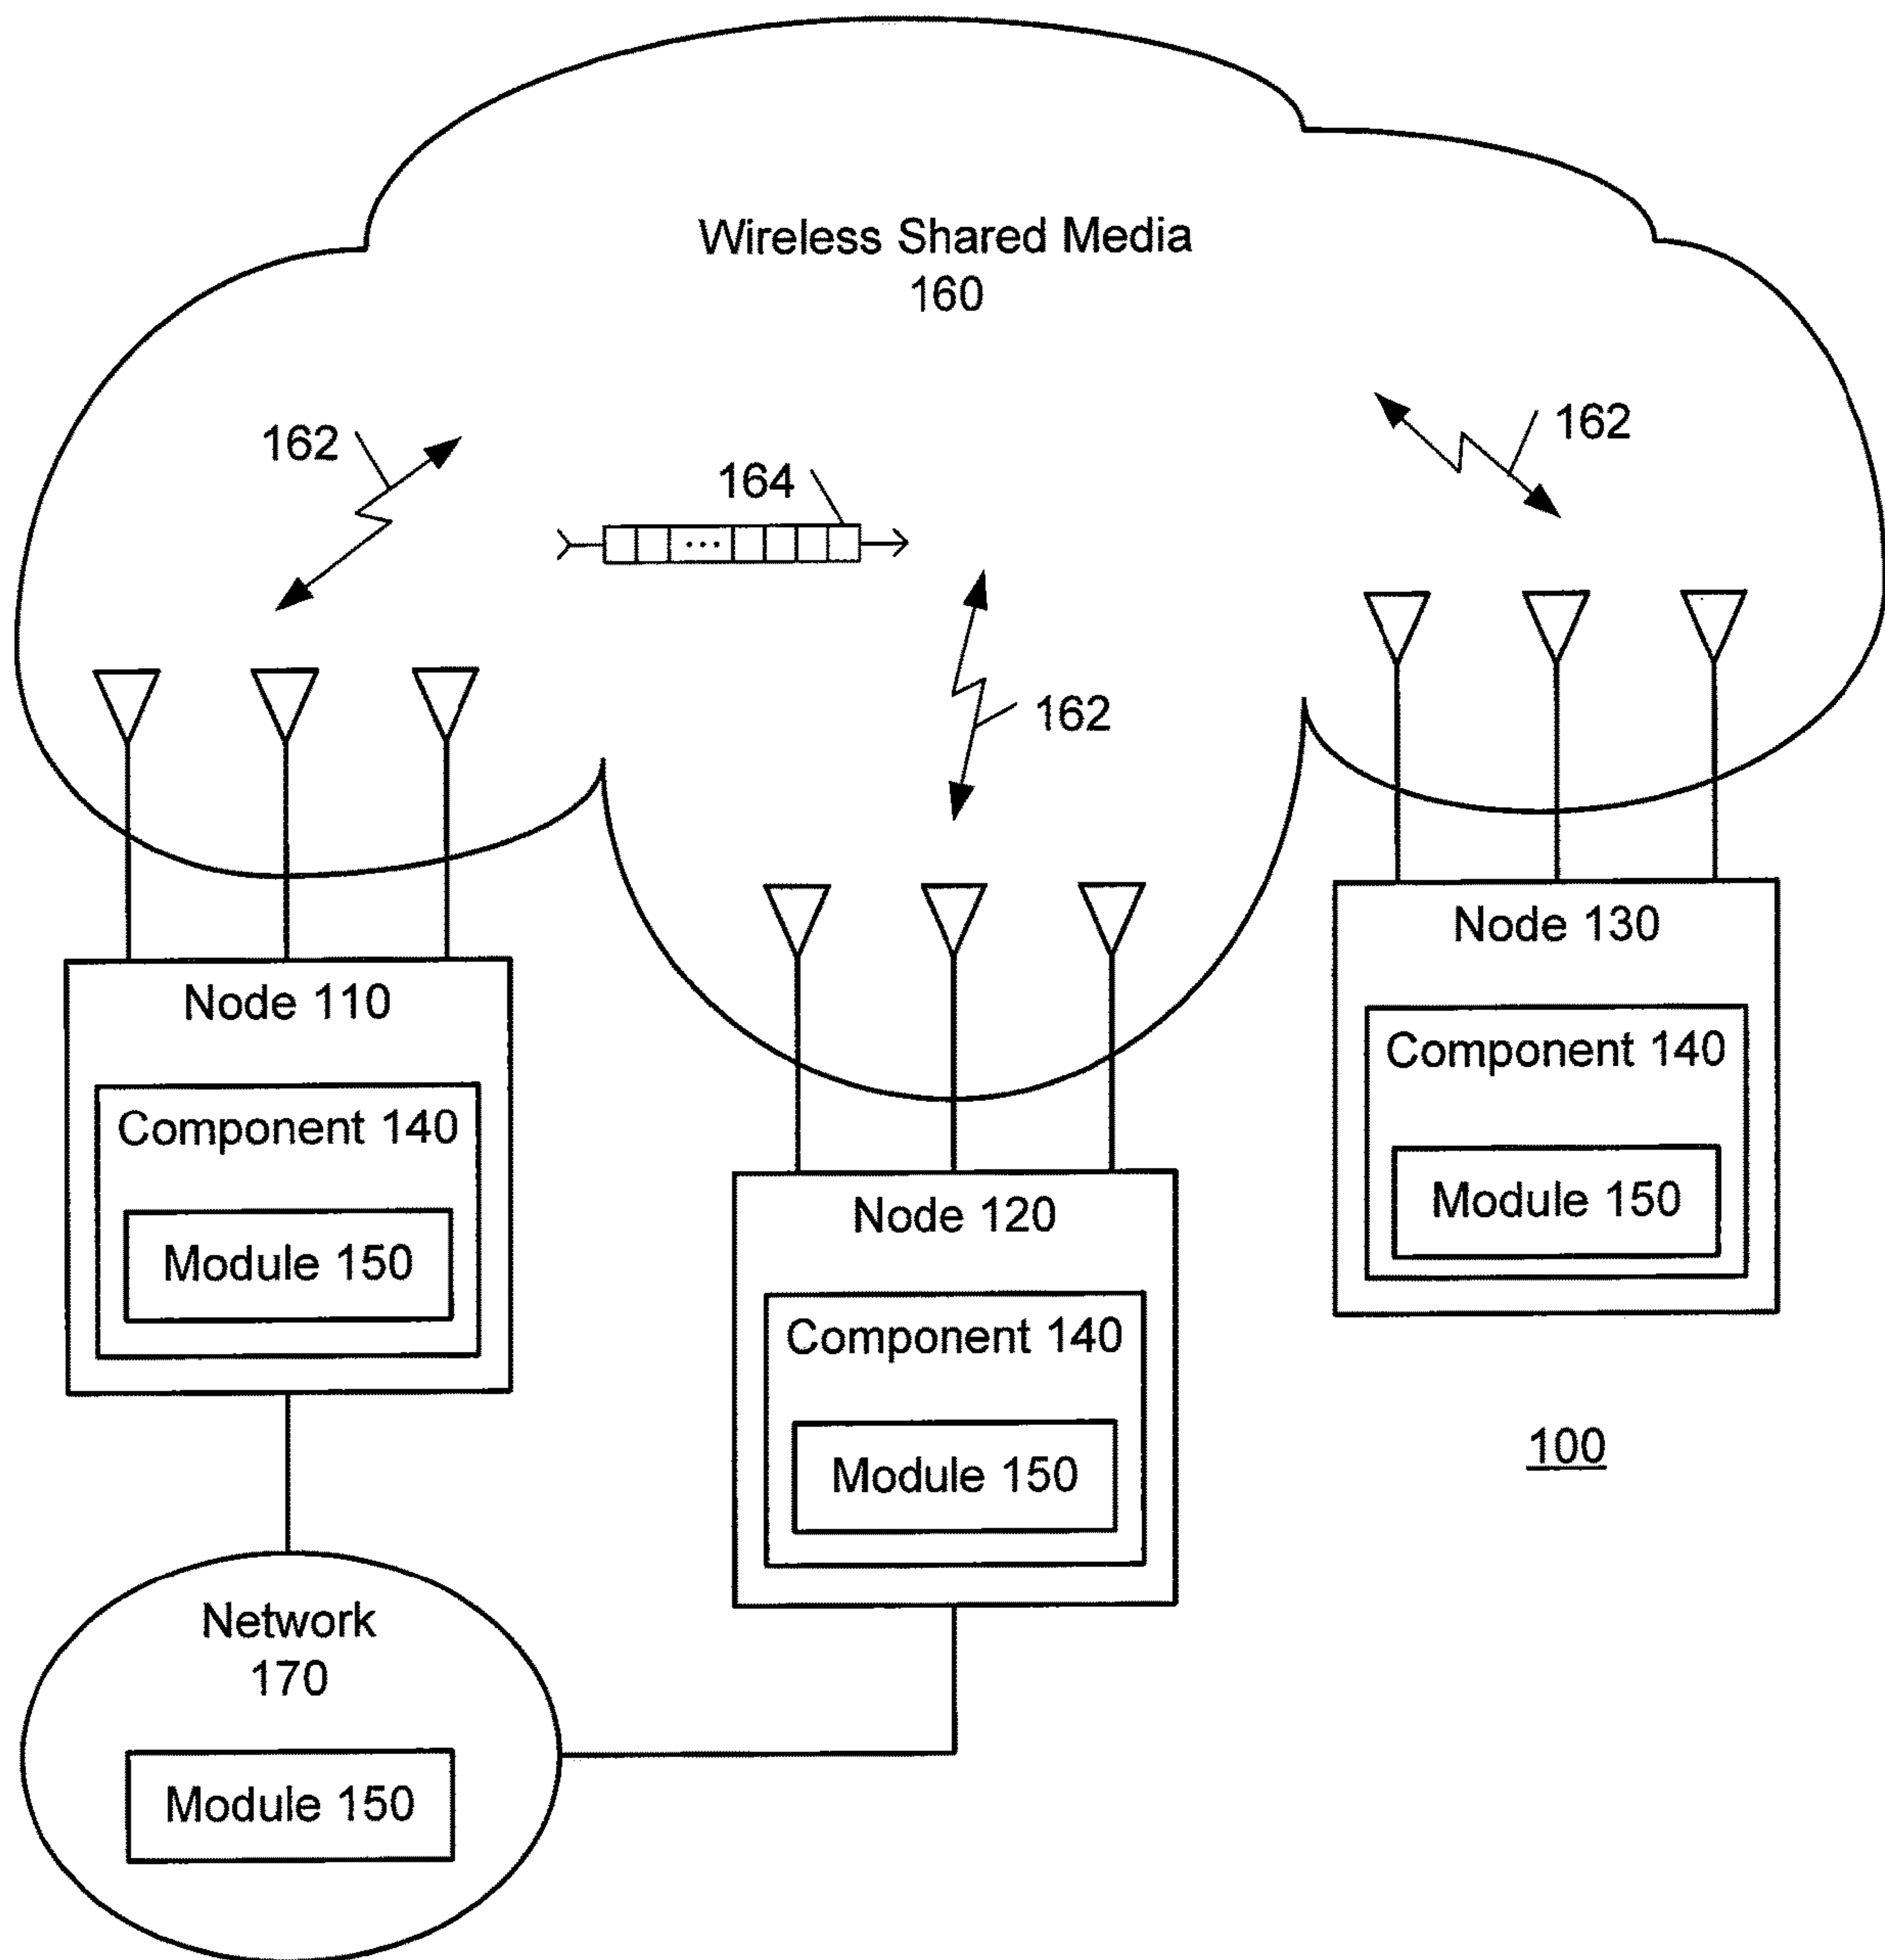 Wireless Shared Media
160
162
164
162
162
Node 110
Component 140
Module 150
Node 120
Component 140
Module 150
Node 130
Component 140
Module 150
100
Network
170
Module 150